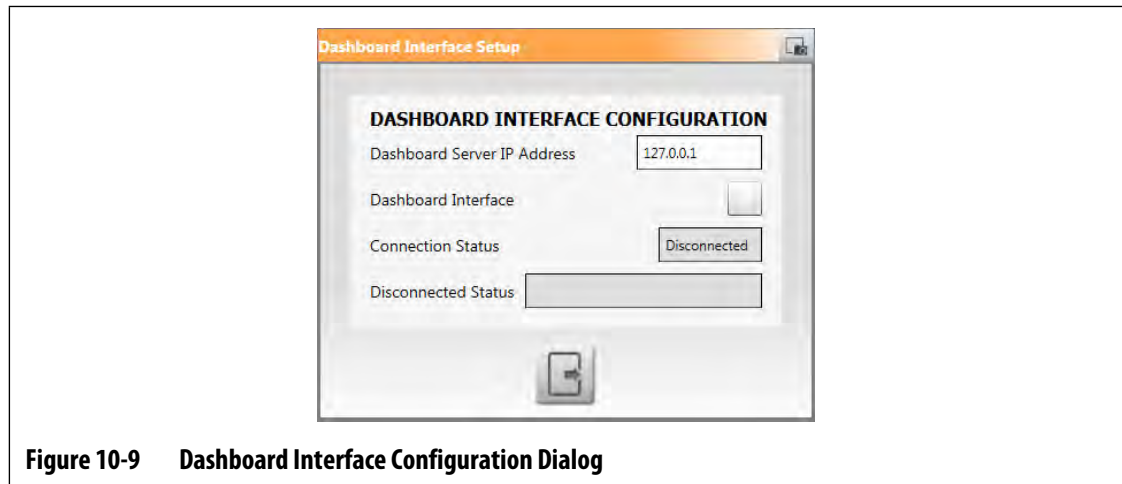 Dashboard Interface Setup
DASHBOARD INTERFACE CONFIGURATION
Dashboard Server IP Address 127.0.0.1
Dashboard Interface
Connection Status Disconnected
Disconnected Status
Figure 10-9 Dashboard Interface Configuration Dialog